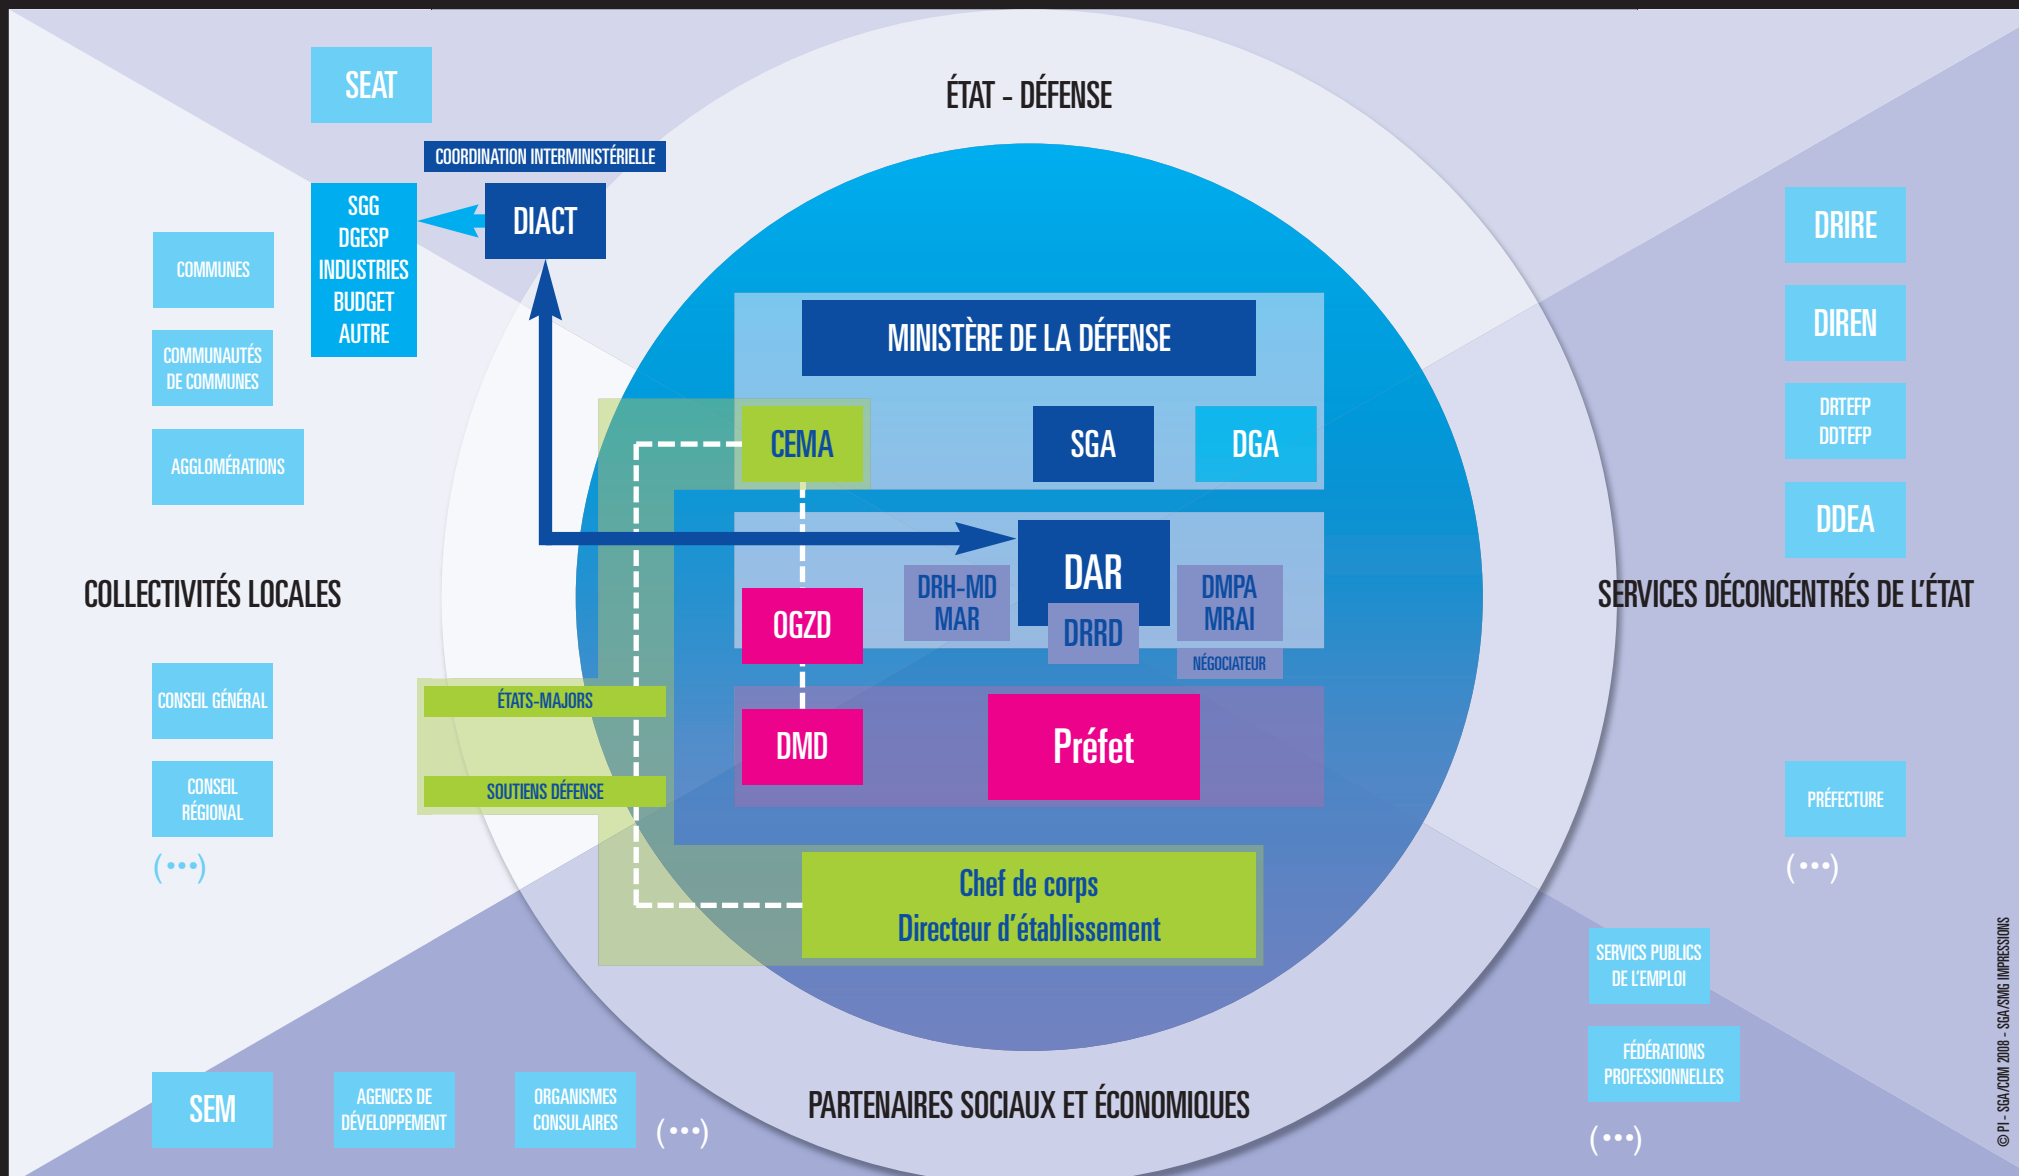 SEAT
ÉTAT - DÉFENSE
COORDINATION INTERMINISTÉRIELLE
SGG
DGESP
INDUSTRIES
BUDGET
AUTRE
DIACT
COMMUNES
COMMUNAUTÉS
DE COMMUNES
AGGLOMÉRATIONS
COLLECTIVITÉS LOCALES
CONSEIL GÉNÉRAL
CONSEIL
RÉGIONAL
(•••)
MINISTÈRE DE LA DÉFENSE
CEMA
SGA
DGA
DAR
DRH-MD
MAR
DRRD
DMPA
MRAI
NÉGOCIATEUR
OGZD
DMD
Préfet
ÉTATS-MAJORS
SOUTIENS DÉFENSE
Chef de corps
Directeur d'établissement
DRIRE
DIREN
DRTEFP
DDTEFP
DDEA
SERVICES DÉCONCENTRÉS DE L'ÉTAT
PRÉFECTURE
(•••)
SERVICS PUBLICS
DE L'EMPLOI
FÉDÉRATIONS
PROFESSIONNELLES
(•••)
PARTENAIRES SOCIAUX ET ÉCONOMIQUES
SEM
AGENCES DE
DÉVELOPPEMENT
ORGANISMES
CONSULAIRES
(•••)
© PI - SGA/COM 2008 - SGA/SMG IMPRESSIONS